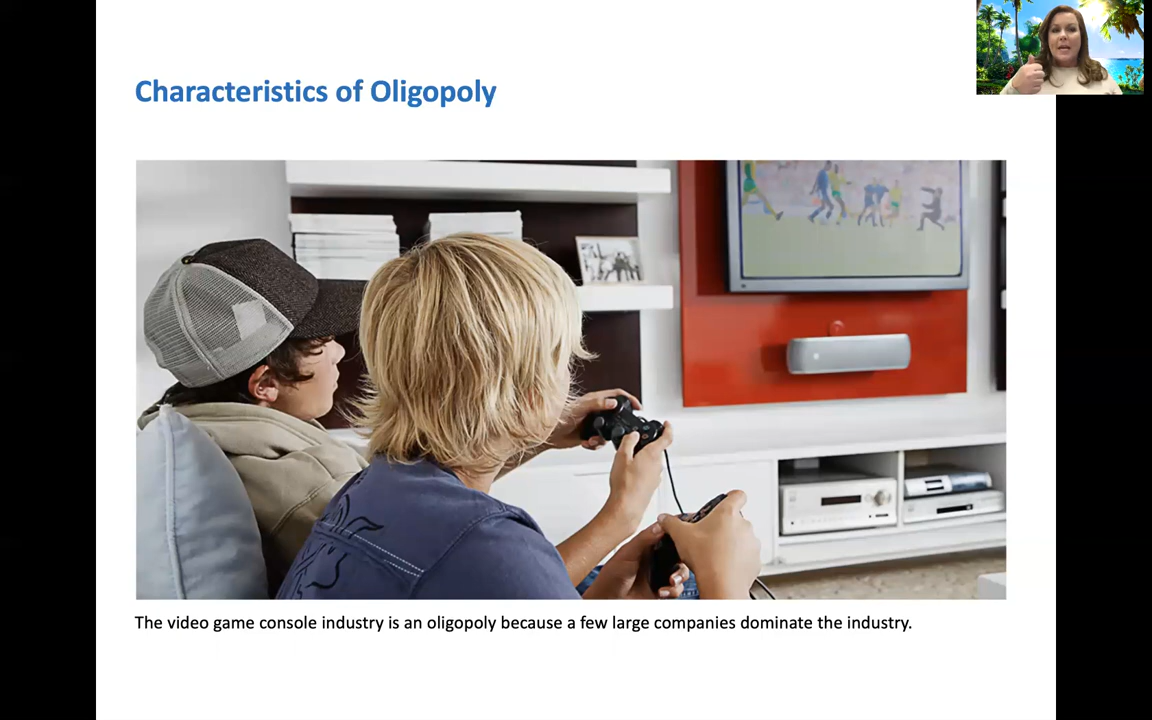 Characteristics of Oligopoly
The video game console industry is an oligopoly because a few large companies dominate the industry.